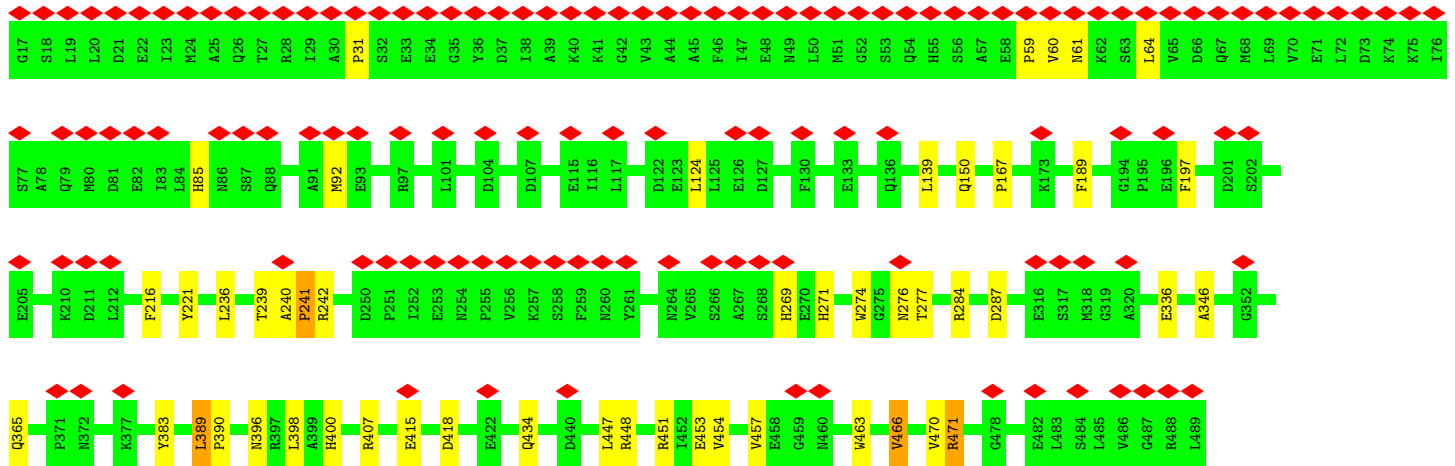 G17 S18 L19 L20 D21 E22 I23 M24 A25 Q26 T27 R28 I29 A30 P31 S32 E33 E34 G35 Y36 D37 I38 A39 K40 K41 G42 V43 A44 A45 F46 I47 E48 N49 L50 M51 G52 S53 Q54 H55 S56 A57 E58 P59 V60 N61 K62 S63 L64 V65 D66 Q67 M68 L69 V70 E71 L72 D73 K74 K75 I76
S77 A78 Q79 M80 D81 E82 I83 L84 H85 N86 S87 Q88 A91 M92 E93 R97 L101 D104 D107 E115 I116 L117 D122 E123 L124 L125 E126 D127 F130 E133 Q136 L139 Q150 P167 K173 F189 G194 P195 E196 F197 D201 S202
E205 K210 D211 L212 F216 Y221 L236 T239 A240 P241 R242 D250 P251 I252 E253 N254 P255 V256 K257 S258 F259 N260 Y261 N264 V265 S266 A267 S268 H269 E270 H271 W274 G275 N276 T277 R284 D287 E316 S317 M318 G319 A320 E336 A346 G352
Q365 P371 N372 K377 Y383 L389 P390 N396 R397 L398 A399 H400 R407 E415 D418 E422 Q434 D440 L447 R448 R451 I452 E453 V454 V457 E458 G459 N460 W463 V466 V470 R471 G478 E482 L483 S484 L485 V486 G487 R488 L489